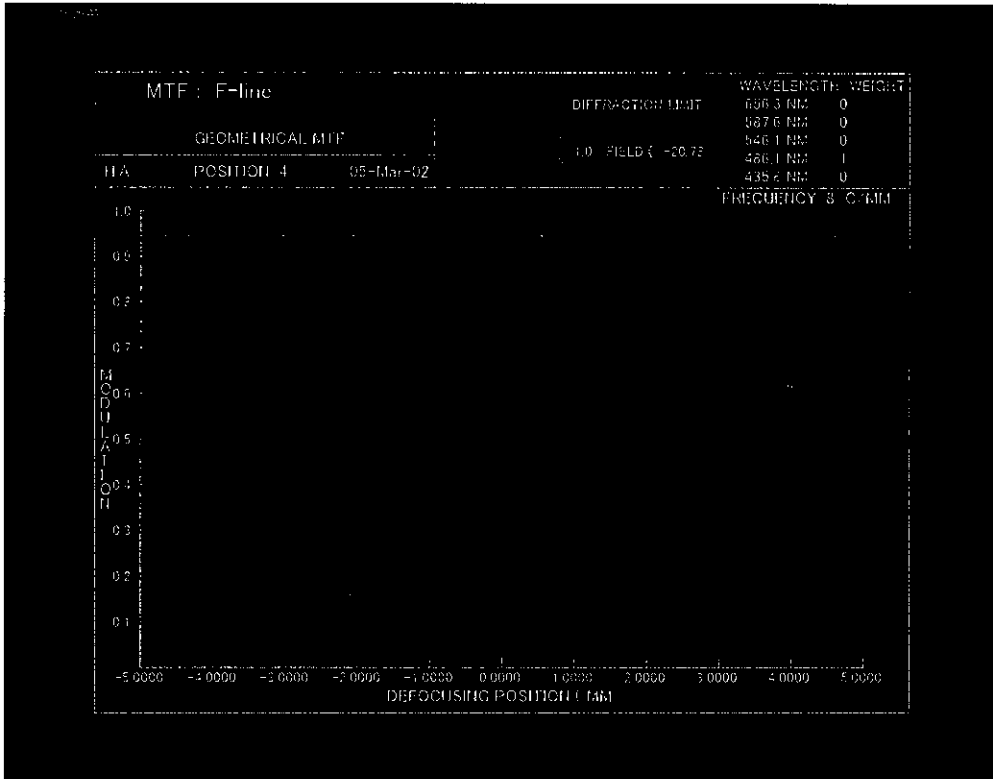 MTF : F-line
DIFFRACTION LIMIT
WAVELENGTH WEIGHT
656.3 NM 0
587.6 NM 0
546.1 NM 0
486.1 NM 1
435.8 NM 0
GEOMETRICAL MTF
1.0 FIELD ( -20.73
POSITION 4 05-Mar-02
FREQUENCY 8 C/MM
1.0
0.9
0.8
0.7
0.6
0.5
0.4
0.3
0.2
0.1
MODULATION
-5.0000 -4.0000 -3.0000 -2.0000 -1.0000 0.0000 1.0000 2.0000 3.0000 4.0000 5.0000
DEFOCUSING POSITION ( MM